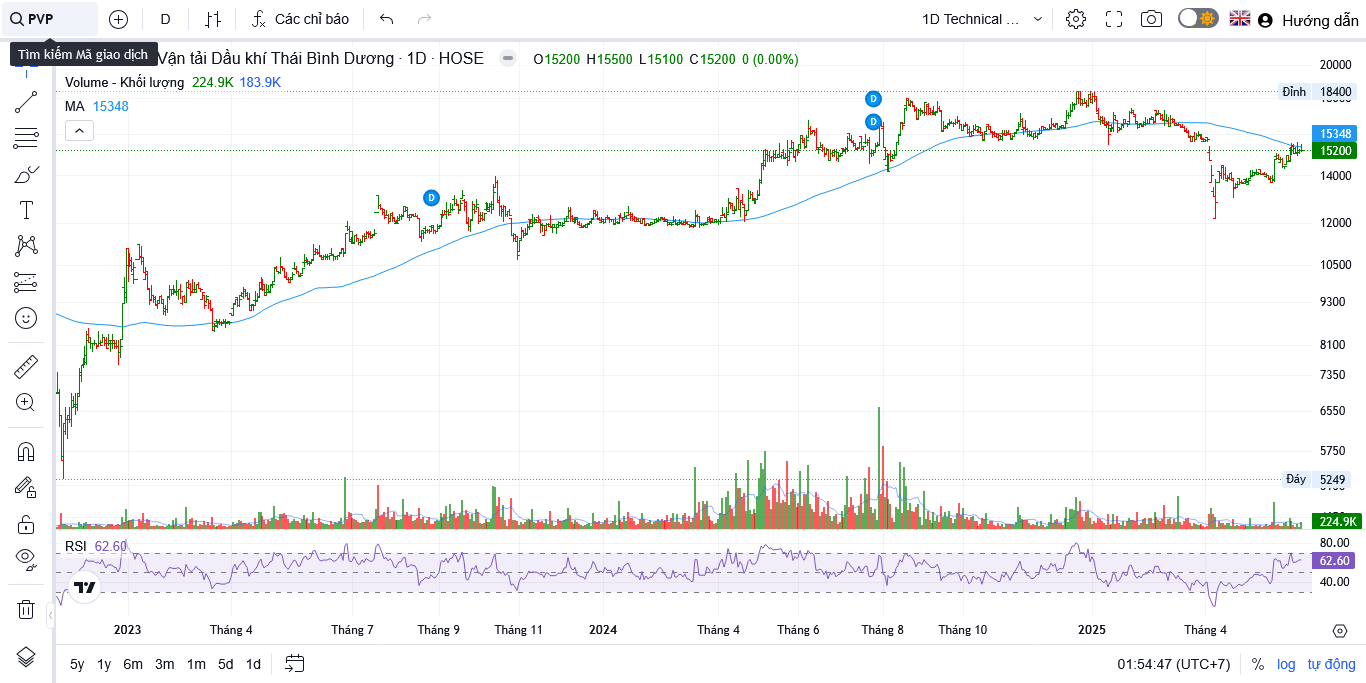 PVP
D
Các chỉ báo
1D Technical ...
Hướng dẫn
Tìm kiếm Mã giao dịch
Vận tải Dầu khí Thái Bình Dương · 1D · HOSE
O15200 H15500 L15100 C15200 0 (0.00%)
Volume - Khối lượng 224.9K 183.9K
MA 15348
D
D
D
20000
Đỉnh 18400
15348
15200
14000
12000
10500
9300
8100
7350
6550
5750
Đáy 5249
224.9K
RSI 62.60
80.00
62.60
40.00
2023 Tháng 4 Tháng 7 Tháng 9 Tháng 11 2024 Tháng 4 Tháng 6 Tháng 8 Tháng 10 2025 Tháng 4
5y 1y 6m 3m 1m 5d 1d
01:54:47 (UTC+7) % log tự động